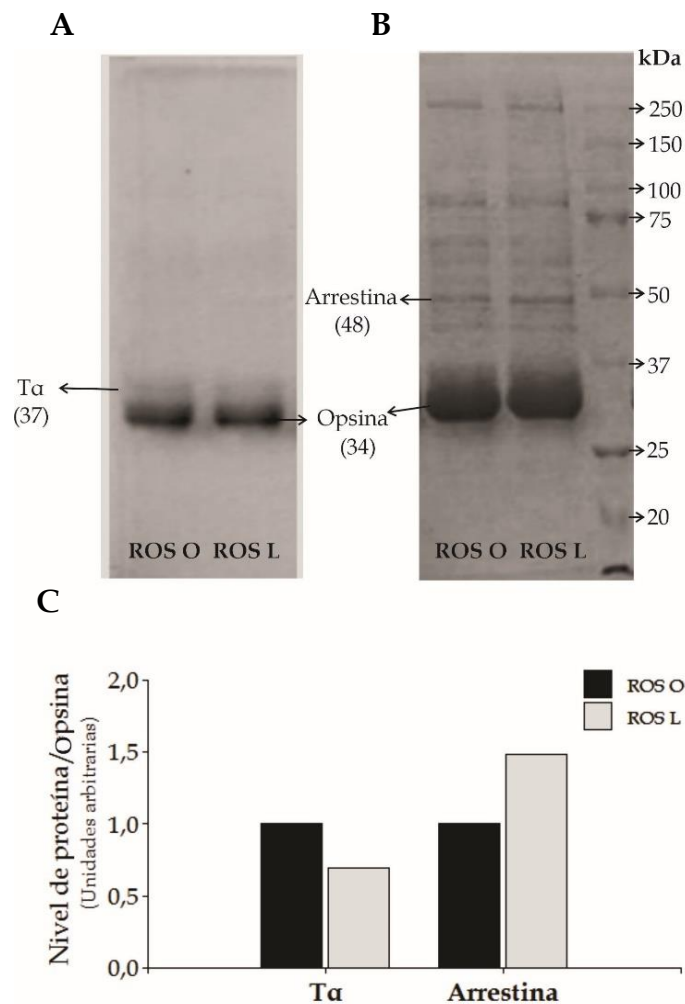 A
B
kDa
250
150
100
75
50
37
25
20
Arrestina
(48)
Tα
(37)
Opsina
(34)
ROS O ROS L
ROS O ROS L
C
Nivel de proteína/Opsina
(Unidades arbitrarias)
2,0
1,5
1,0
0,5
0,0
ROS O
ROS L
Tα
Arrestina